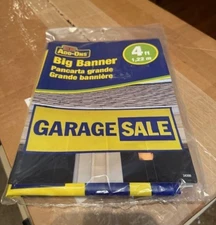 Big Banner
Pancarta grande
Grande bannière
4 ft
1,22 m
GARAGE SALE